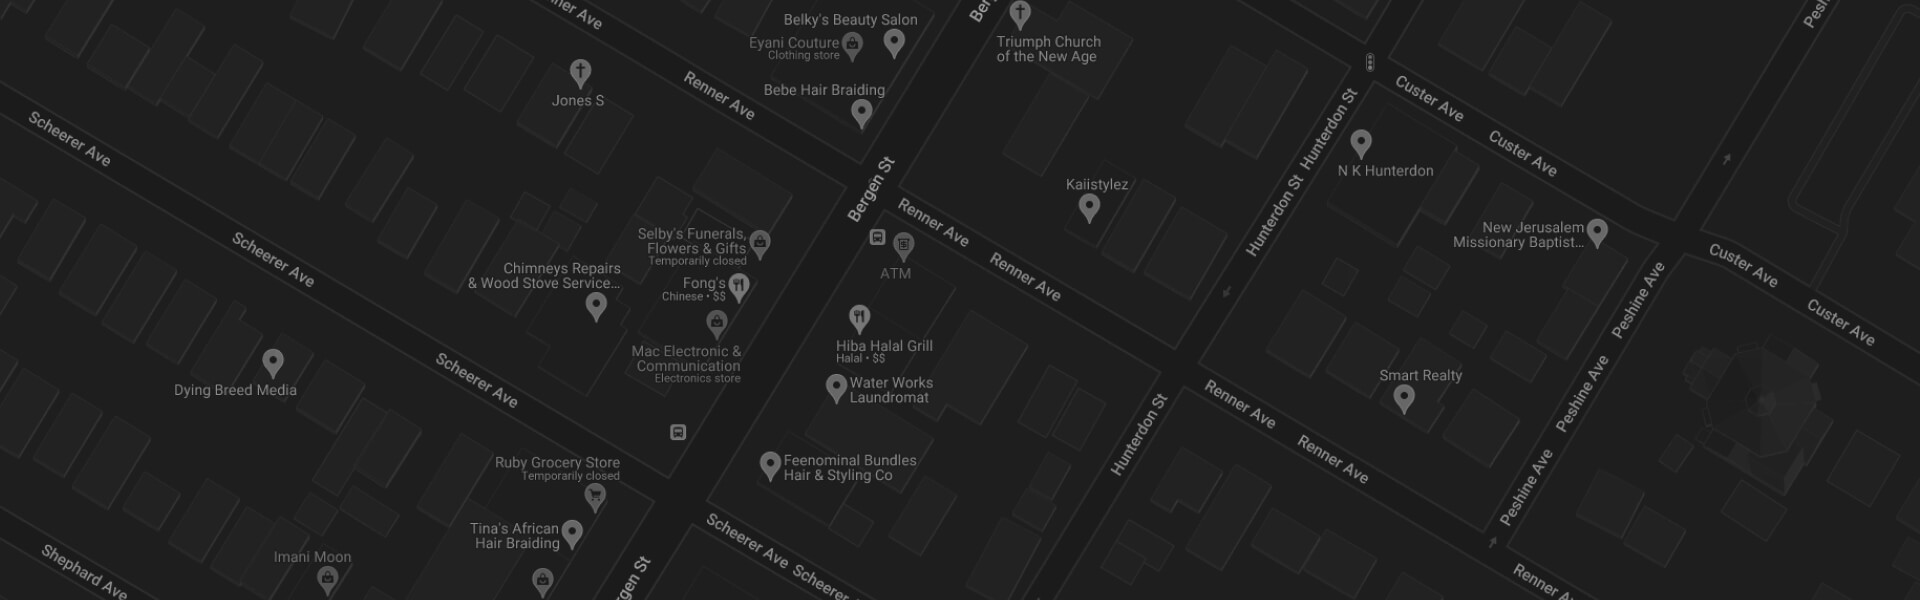 Renner Ave
Belky's Beauty Salon
Eyani Couture
Clothing store
Bebe Hair Braiding
Triumph Church
of the New Age
Jones S
Renner Ave
Custer Ave
Custer Ave
Scheerer Ave
Hunterdon St
Hunterdon St
N K Hunterdon
Bergen St
Kaiistylez
Renner Ave
Renner Ave
New Jerusalem
Missionary Baptist...
Custer Ave
Custer Ave
Selby's Funerals,
Flowers & Gifts
Temporarily closed
ATM
Scheerer Ave
Chimneys Repairs
& Wood Stove Service...
Fong's
Chinese • $$
Peshine Ave
Hiba Halal Grill
Halal • $$
Mac Electronic &
Communication
Electronics store
Water Works
Laundromat
Smart Realty
Peshine Ave
Dying Breed Media
Scheerer Ave
Hunterdon St
Renner Ave
Renner Ave
Ruby Grocery Store
Temporarily closed
Feenominal Bundles
Hair & Styling Co
Peshine Ave
Tina's African
Hair Braiding
Scheerer Ave
Scheerer
Imani Moon
Shephard Ave
Renner